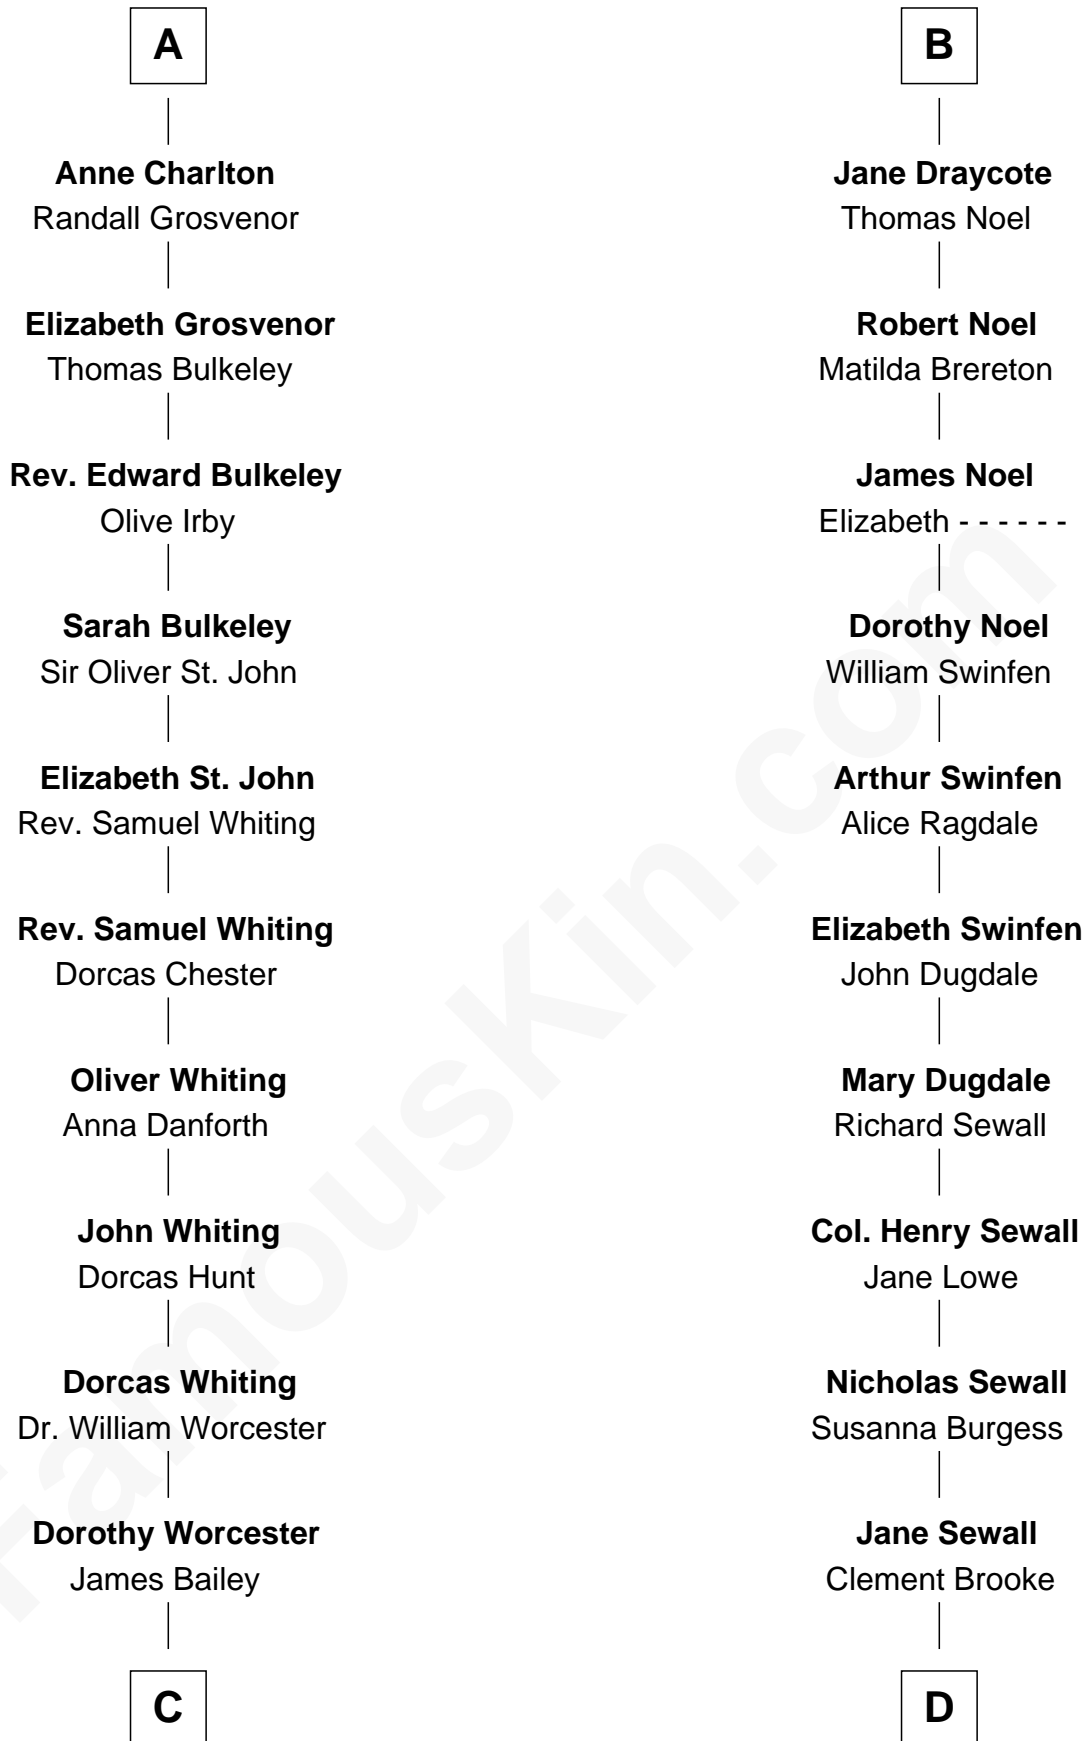 A
Anne Charlton
Randall Grosvenor
Elizabeth Grosvenor
Thomas Bulkeley
Rev. Edward Bulkeley
Olive Irby
Sarah Bulkeley
Sir Oliver St. John
Elizabeth St. John
Rev. Samuel Whiting
Rev. Samuel Whiting
Dorcas Chester
Oliver Whiting
Anna Danforth
John Whiting
Dorcas Hunt
Dorcas Whiting
Dr. William Worcester
Dorothy Worcester
James Bailey
C
B
Jane Draycote
Thomas Noel
Robert Noel
Matilda Brereton
James Noel
Elizabeth - - - - - -
Dorothy Noel
William Swinfen
Arthur Swinfen
Alice Ragdale
Elizabeth Swinfen
John Dugdale
Mary Dugdale
Richard Sewall
Col. Henry Sewall
Jane Lowe
Nicholas Sewall
Susanna Burgess
Jane Sewall
Clement Brooke
D
FamousKin.com